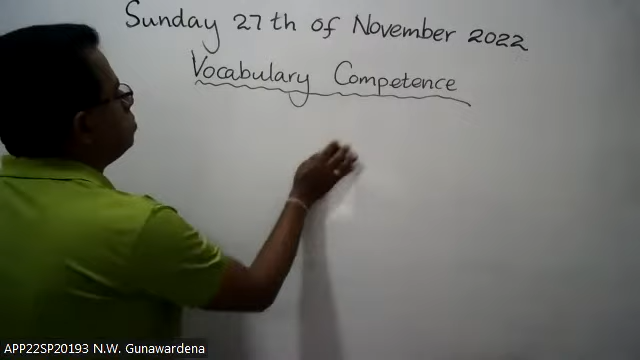 Sunday 27th of November 2022
Vocabulary Competence
APP22SP20193 N.W. Gunawardena